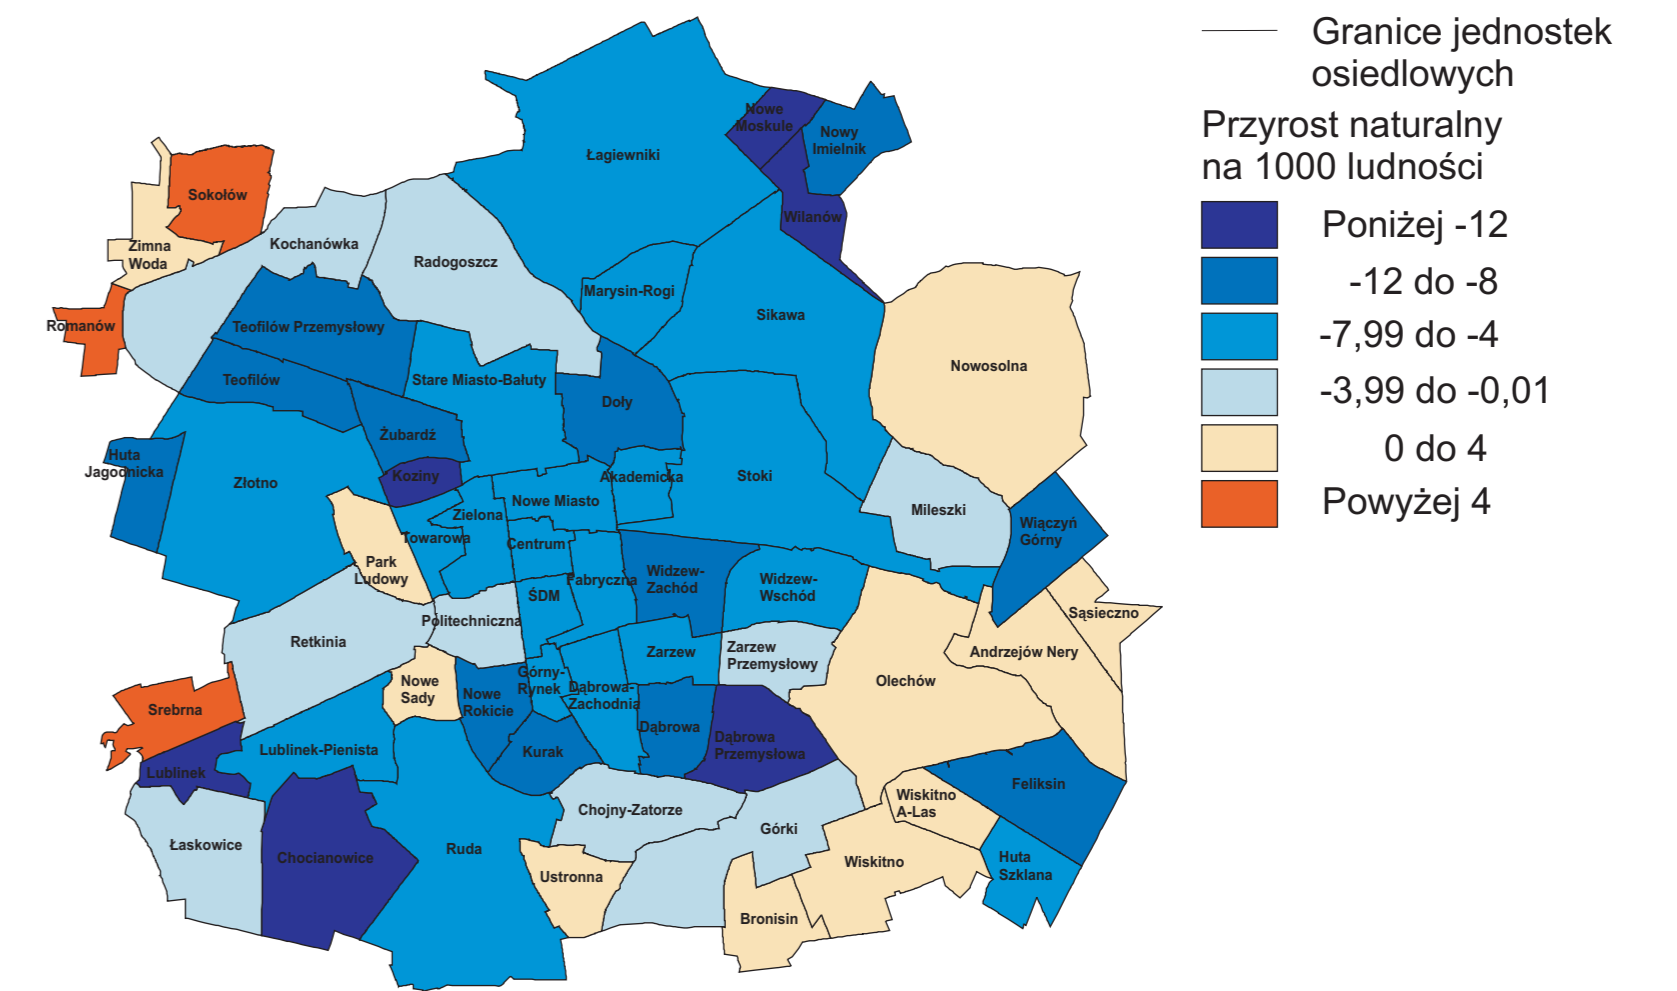 Granice jednostek
osiedlowych
Przyrost naturalny
na 1000 ludności
Poniżej -12
-12 do -8
-7,99 do -4
-3,99 do -0,01
0 do 4
Powyżej 4
Nowe
Moskule
Nowy
Imielnik
Łagiewniki
Sokołów
Wilanów
Zimna
Woda
Kochanówka
Radogoszcz
Marysin-Rogi
Sikawa
Romanów
Teofilów Przemysłowy
Nowosolna
Teofilów
Stare Miasto-Bałuty
Doły
Żubardź
Huta
Jagodnicka
Koziny
Złotno
Akademicka
Stoki
Nowe Miasto
Zielona
Mileszki
Wiączyń
Górny
Towarowa
Centrum
Park
Ludowy
Fabryczna
Widzew-
Zachód
Widzew-
Wschód
ŚDM
Sąsieczno
Politechniczna
Retkinia
Zarzew
Zarzew
Przemysłowy
Andrzejów Nery
Olechów
Nowe
Sady
Górny-
Rynek
Dąbrowa-
Zachodnia
Nowe
Rokicie
Srebrna
Dąbrowa
Dąbrowa
Przemysłowa
Lublinek-Pienista
Kurak
Lublinek
Feliksin
Wiskitno
A-Las
Chojny-Zatorze
Górki
Łaskowice
Chocianowice
Ruda
Wiskitno
Huta
Szklana
Ustronna
Bronisin